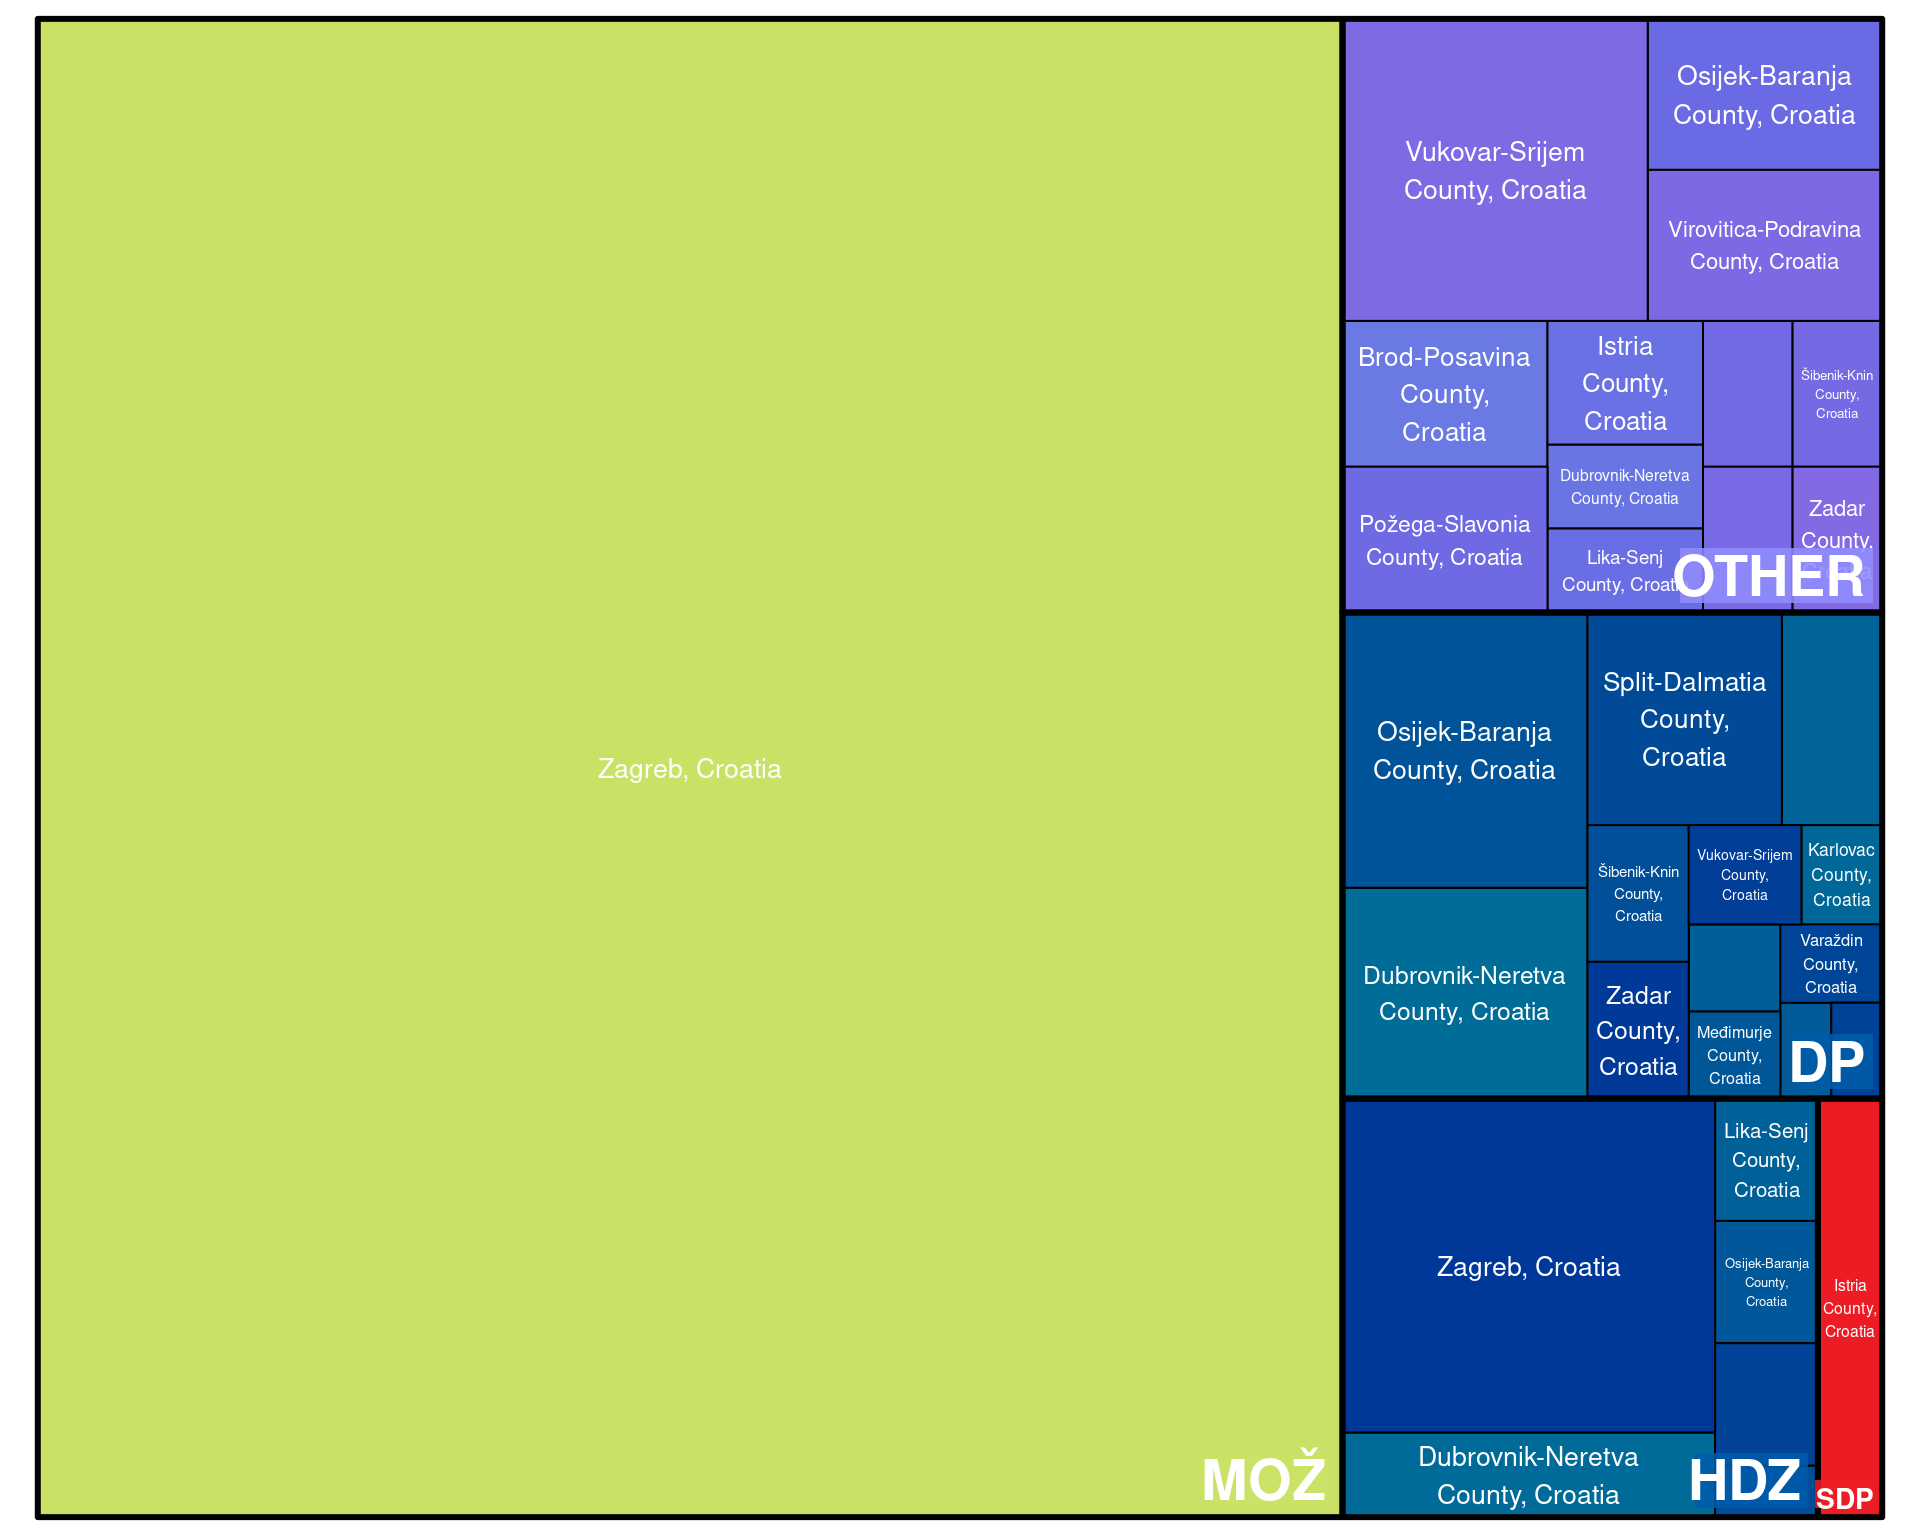 Zagreb, Croatia
MOŽ
Vukovar-Srijem
County, Croatia
Osijek-Baranja
County, Croatia
Virovitica-Podravina
County, Croatia
Brod-Posavina
County,
Croatia
Istria
County,
Croatia
Šibenik-Knin
County,
Croatia
Dubrovnik-Neretva
County, Croatia
Požega-Slavonia
County, Croatia
Lika-Senj
County, Croatia
Zadar
County,
OTHER
Osijek-Baranja
County, Croatia
Split-Dalmatia
County,
Croatia
Dubrovnik-Neretva
County, Croatia
Šibenik-Knin
County,
Croatia
Vukovar-Srijem
County,
Croatia
Karlovac
County,
Croatia
Zadar
County,
Croatia
Varaždin
County,
Croatia
Međimurje
County,
Croatia
DP
Zagreb, Croatia
Lika-Senj
County,
Croatia
Osijek-Baranja
County,
Croatia
Dubrovnik-Neretva
County, Croatia
HDZ
Istria
County,
Croatia
SDP